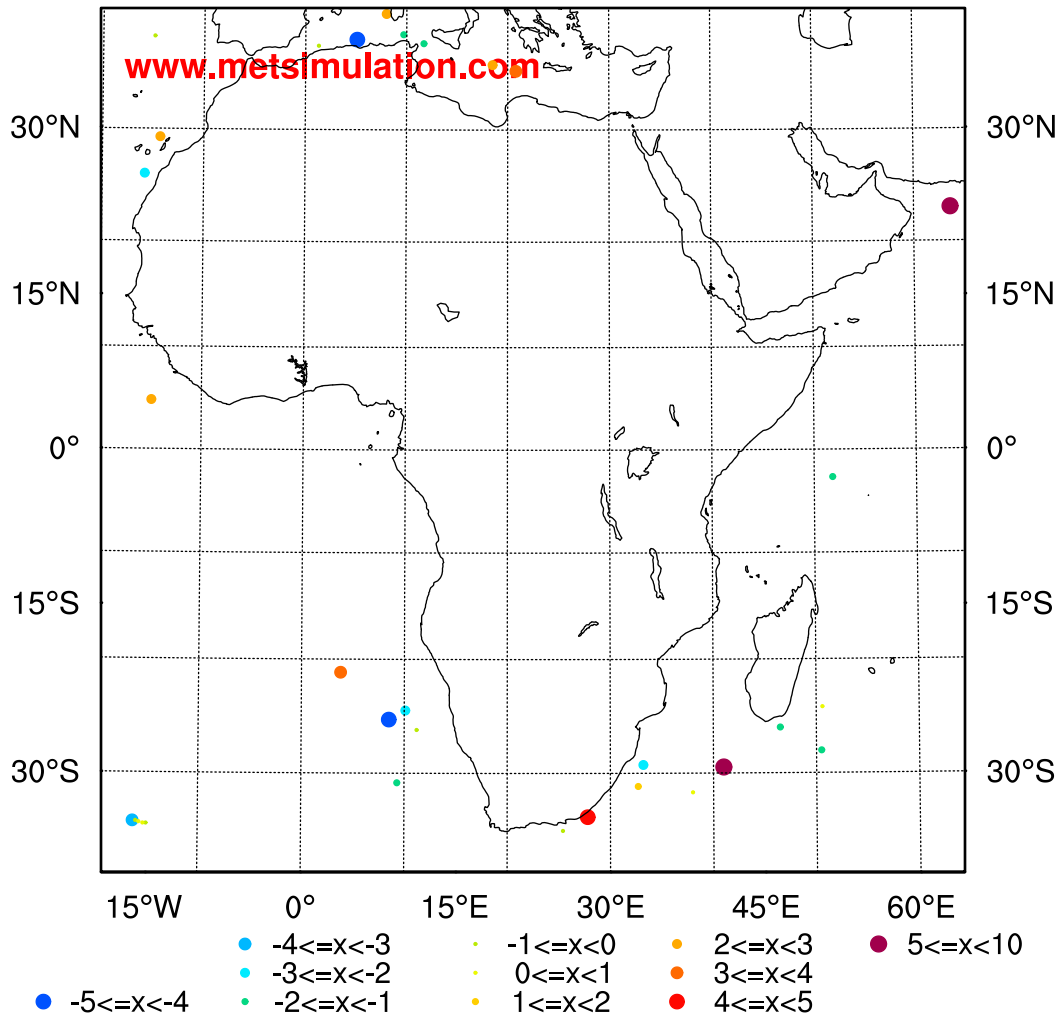 www.metsimulation.com
30°N 30°N
15°N 15°N
0° 0°
15°S 15°S
30°S 30°S
15°W 0° 15°E 30°E 45°E 60°E
-4<=x<-3 -1<=x<0 2<=x<3 5<=x<10
-3<=x<-2 0<=x<1 3<=x<4
-5<=x<-4 -2<=x<-1 1<=x<2 4<=x<5